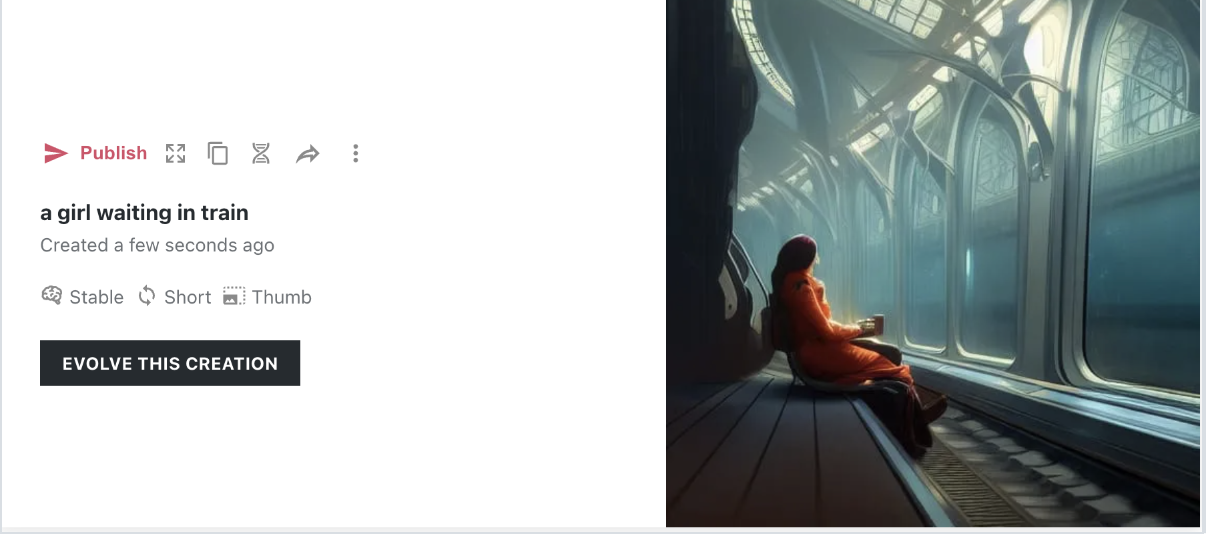 Publish
a girl waiting in train
Created a few seconds ago
Stable Short Thumb
EVOLVE THIS CREATION